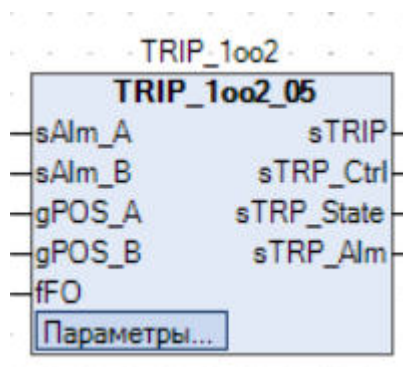 TRIP_1oo2
TRIP_1oo2_05
sAlm_A sTRIP
sAlm_B sTRP_Ctrl
gPOS_A sTRP_State
gPOS_B sTRP_Alm
fFO
Параметры...